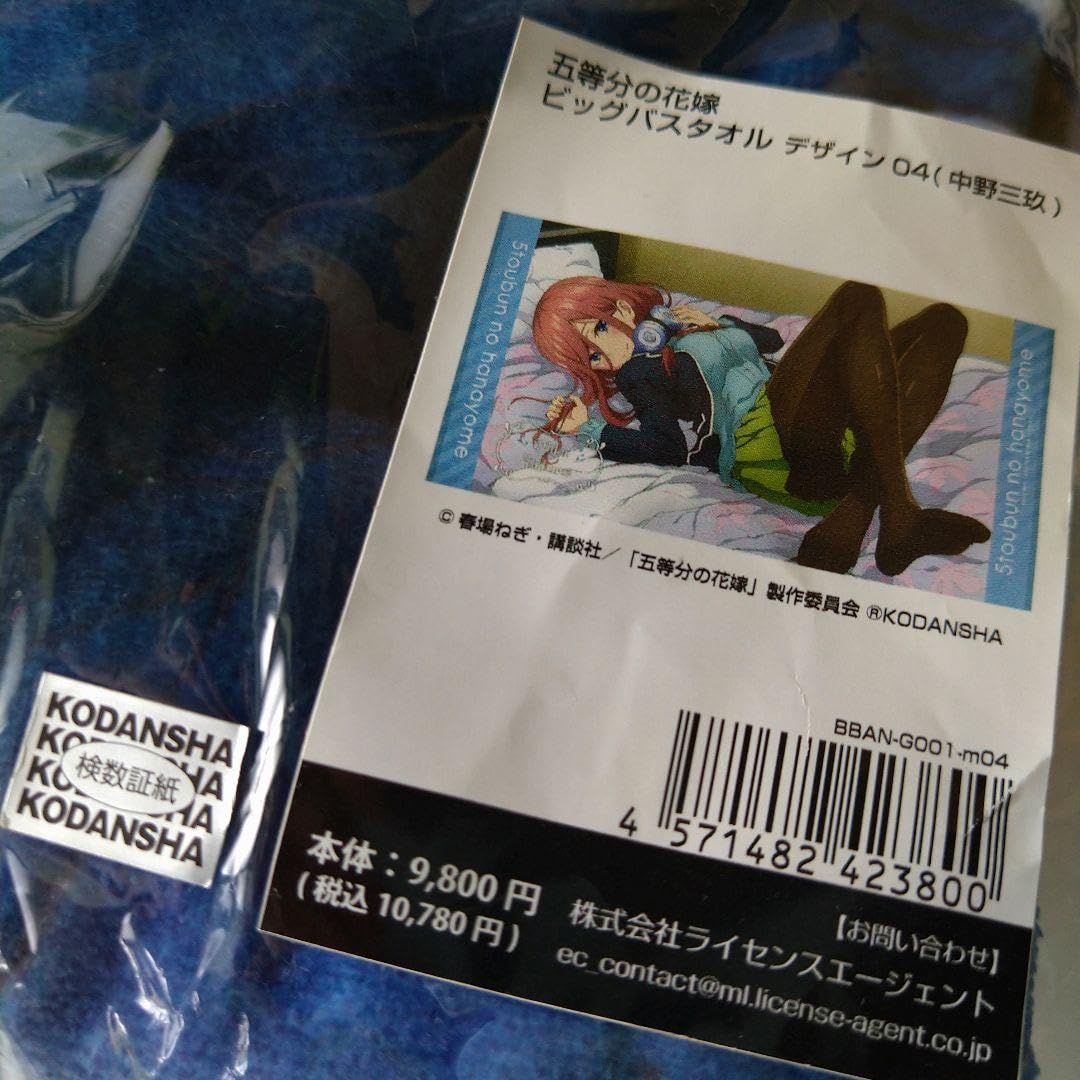 五等分の花嫁
ビッグバスタオル デザイン04(中野三玖)
5toubun no hanayome
5toubun no hanayome
©春場ねぎ・講談社/「五等分の花嫁」製作委員会 ®KODANSHA
BBAN-G001-m04
4 571482 423800
本体：9,800円
(税込10,780円)
【お問い合わせ】
株式会社ライセンスエージェント
ec_contact@ml.license-agent.co.jp
KODANSHA
検数証紙
KODANSHA